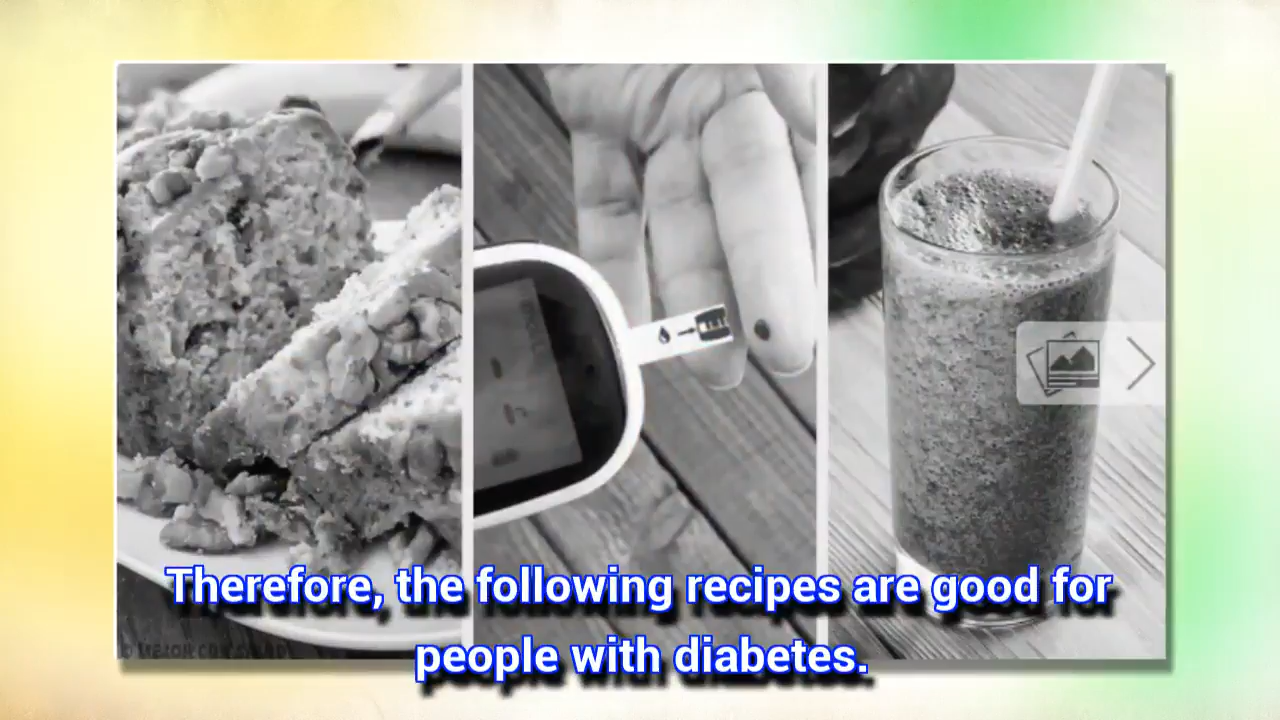 Therefore, the following recipes are good for
people with diabetes.